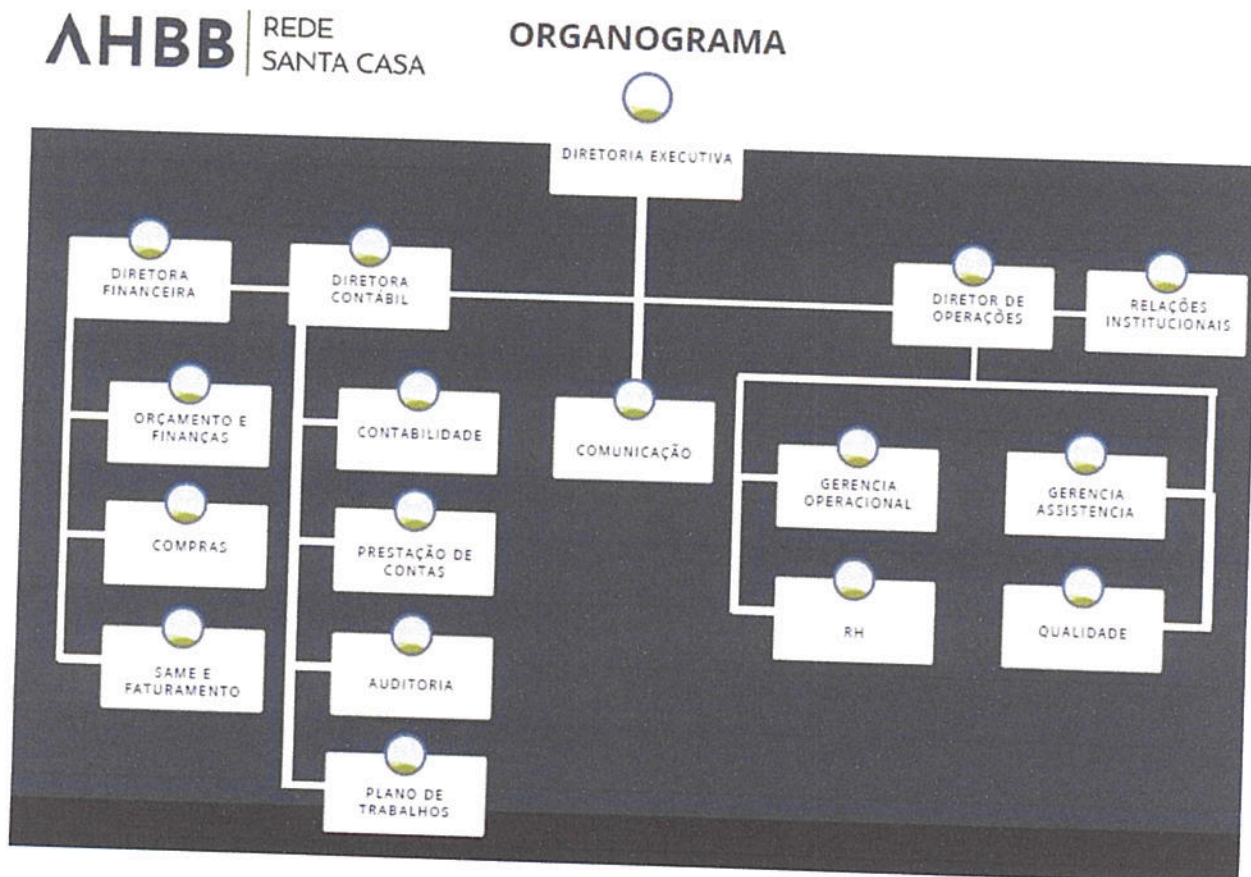 AHBB
REDE
SANTA CASA
ORGANOGRAMA
DIRETORIA EXECUTIVA
DIRETORA
FINANCEIRA
DIRETORA
CONTÁBIL
DIRETOR DE
OPERAÇÕES
RELAÇÕES
INSTITUCIONAIS
ORÇAMENTO E
FINANÇAS
CONTABILIDADE
COMUNICAÇÃO
GERENCIA
OPERACIONAL
GERENCIA
ASSISTENCIA
COMPRAS
PRESTAÇÃO DE
CONTAS
RH
QUALIDADE
SAME E
FATURAMENTO
AUDITORIA
PLANO DE
TRABALHOS